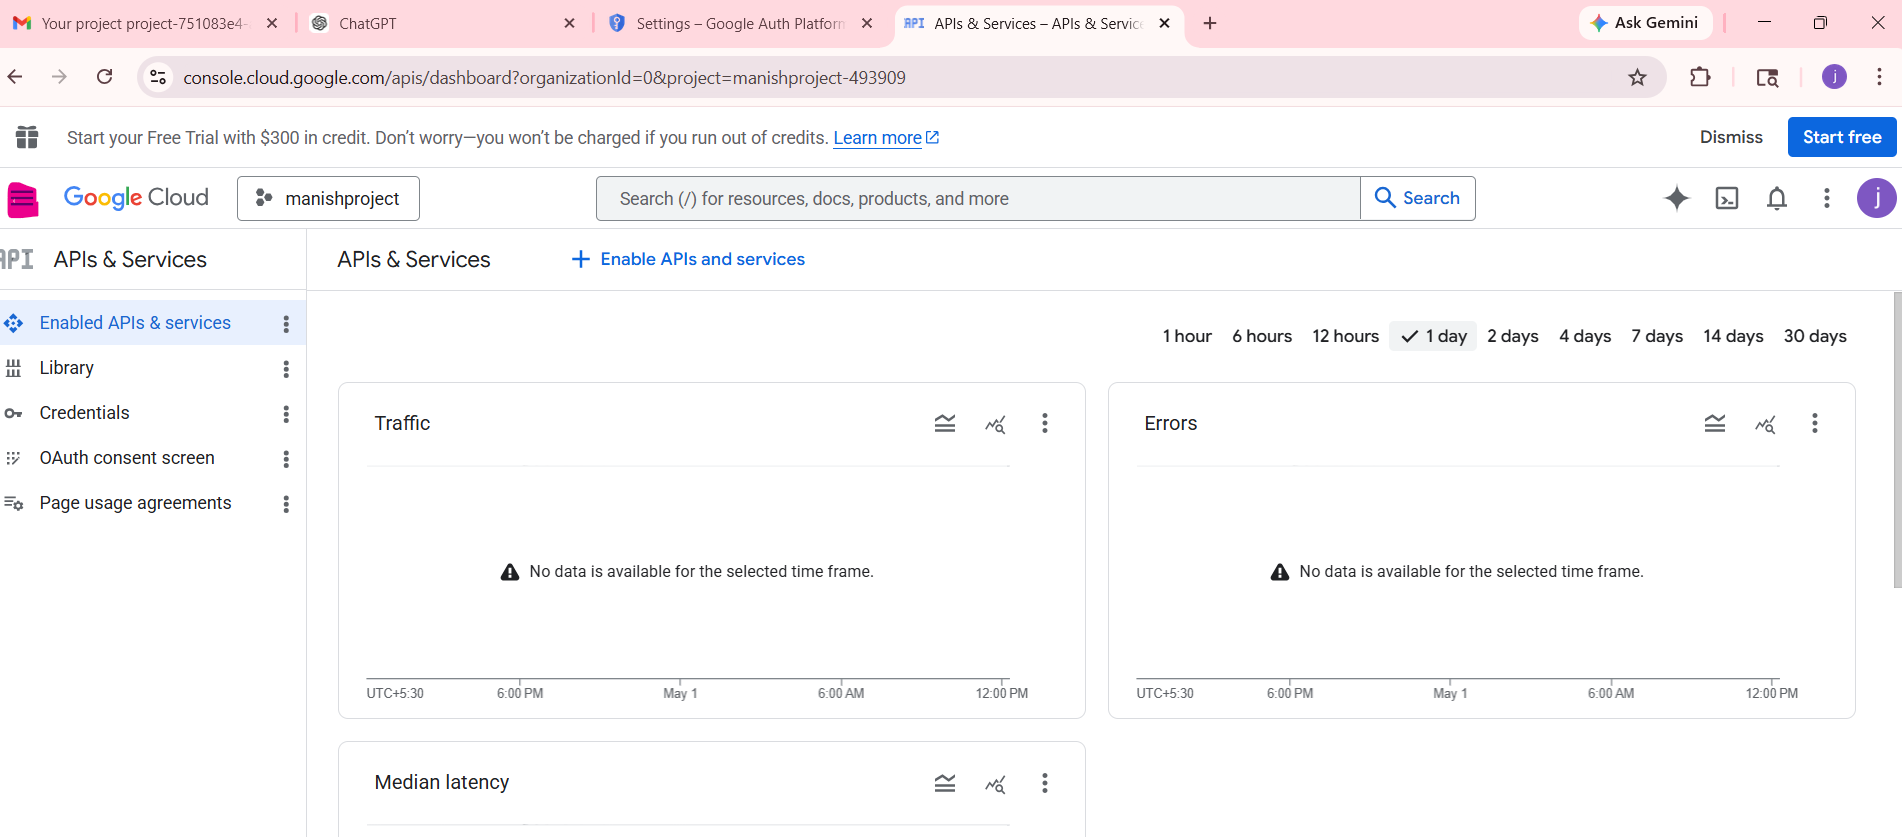 Your project project-751083e4-
ChatGPT
Settings – Google Auth Platform
APIs & Services – APIs & Service
Ask Gemini
console.cloud.google.com/apis/dashboard?organizationId=0&project=manishproject-493909
j
Start your Free Trial with $300 in credit. Don't worry—you won't be charged if you run out of credits. Learn more
Dismiss
Start free
Google Cloud
manishproject
Search (/) for resources, docs, products, and more
Search
j
API
APIs & Services
APIs & Services
Enable APIs and services
Enabled APIs & services
Library
Credentials
OAuth consent screen
Page usage agreements
1 hour 6 hours 12 hours 1 day 2 days 4 days 7 days 14 days 30 days
Traffic
No data is available for the selected time frame.
UTC+5:30 6:00 PM May 1 6:00 AM 12:00 PM
Errors
No data is available for the selected time frame.
UTC+5:30 6:00 PM May 1 6:00 AM 12:00 PM
Median latency